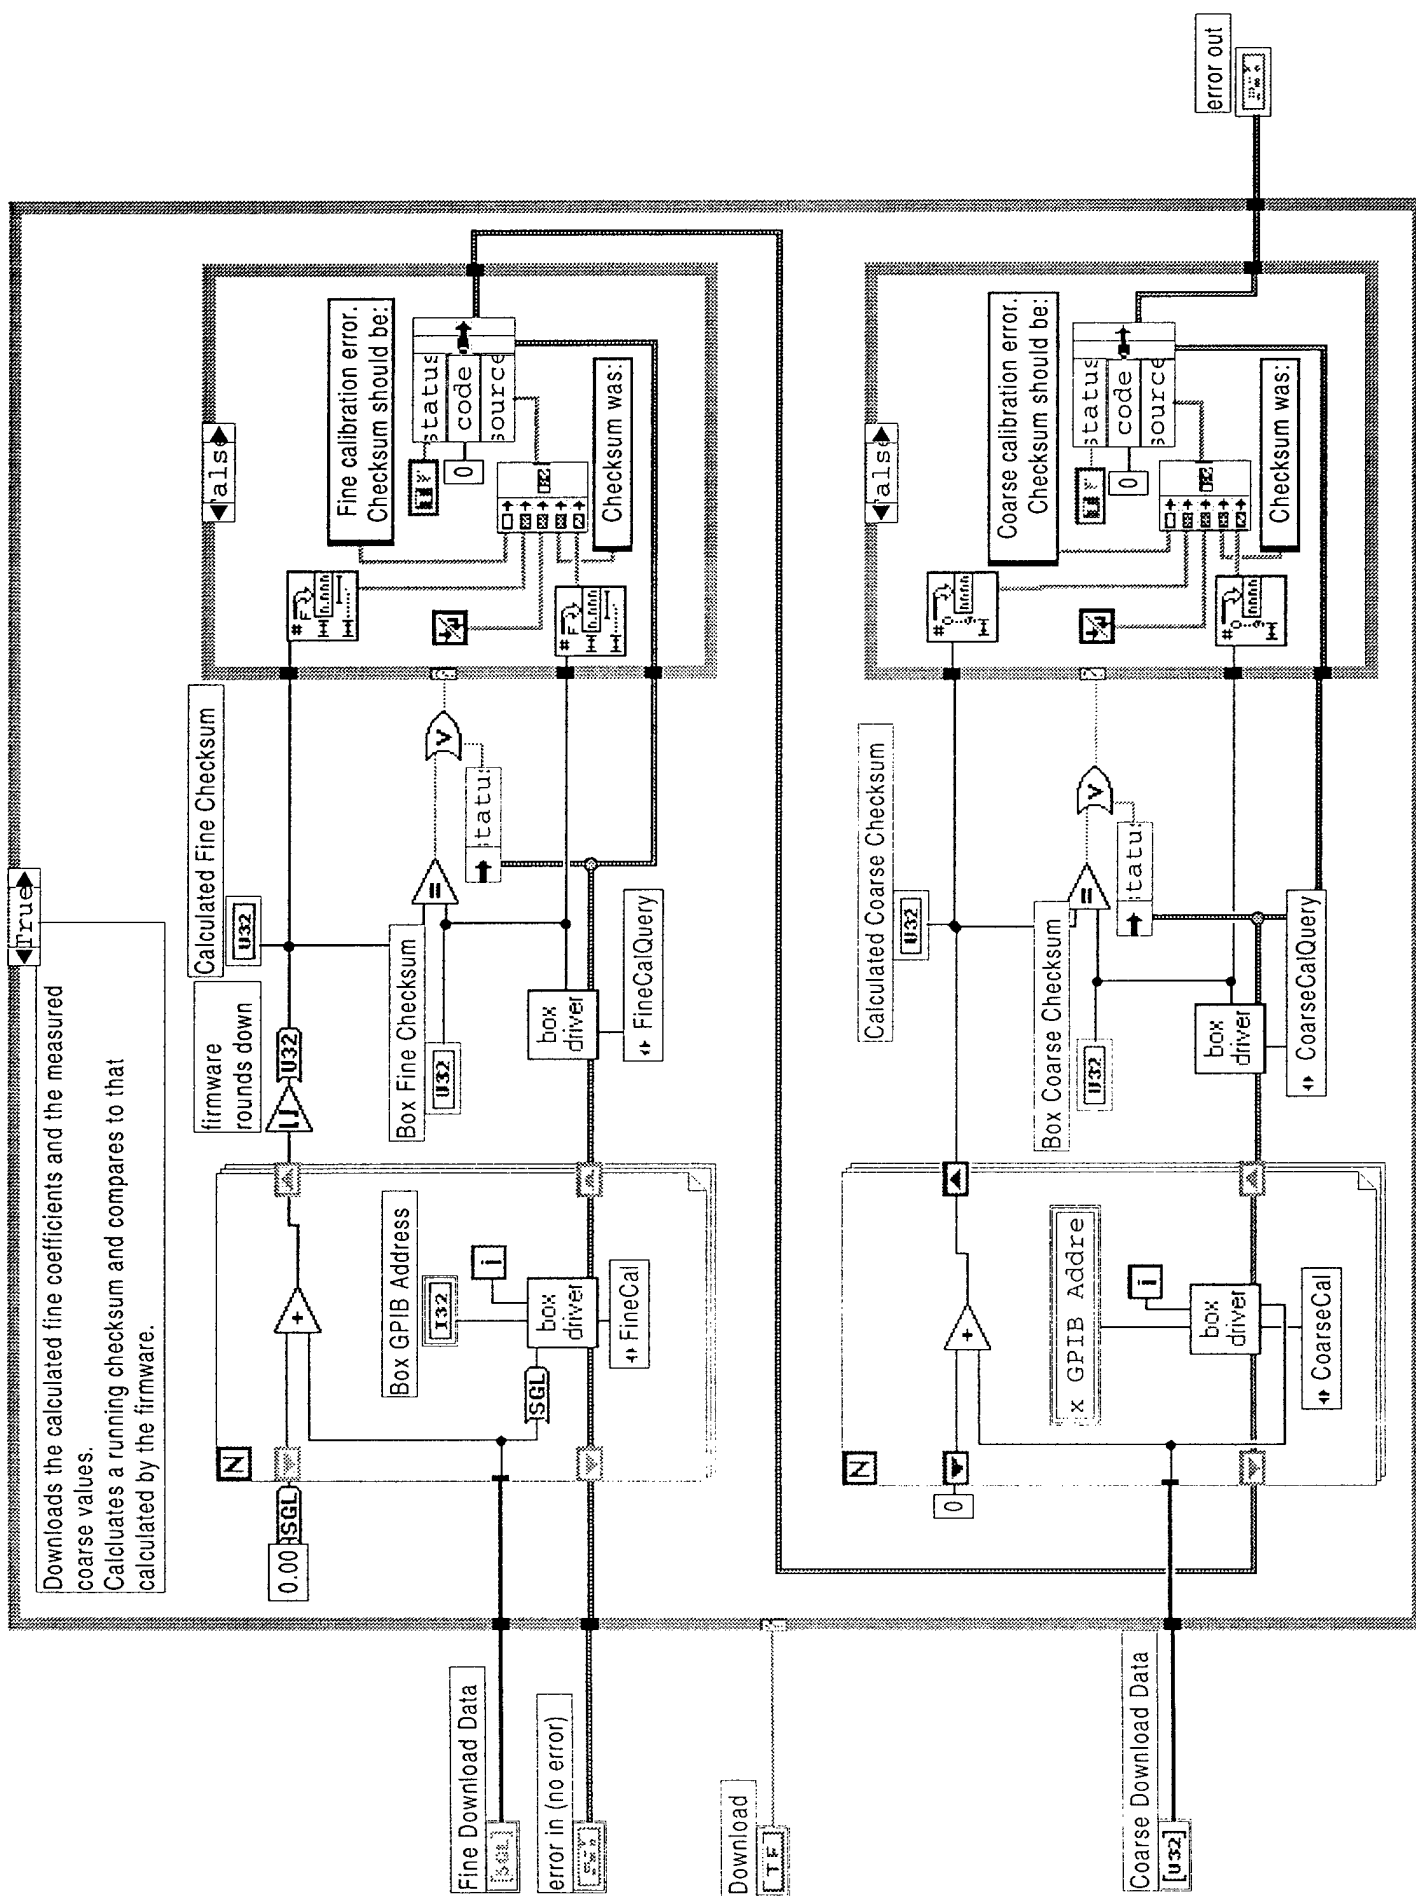 True
Downloads the calculated fine coefficients and the measured
coarse values.
Calcluates a running checksum and compares to that
calculated by the firmware.
Fine Download Data
[SGL]
error in (no error)
Download
TF
Coarse Download Data
[U32]
0.00
SGL
N
Box GPIB Address
I32
i
SGL
box
driver
FineCal
firmware
rounds down
U32
Calculated Fine Checksum
U32
Box Fine Checksum
U32
=
V
tatu
box
driver
FineCalQuery
alse
Fine calibration error.
Checksum should be:
status
code
source
0
Checksum was:
0
N
+
x GPIB Addre
i
box
driver
CoarseCal
Calculated Coarse Checksum
U32
Box Coarse Checksum
U32
=
V
tatu
box
driver
CoarseCalQuery
alse
Coarse calibration error.
Checksum should be:
status
code
source
0
Checksum was:
error out